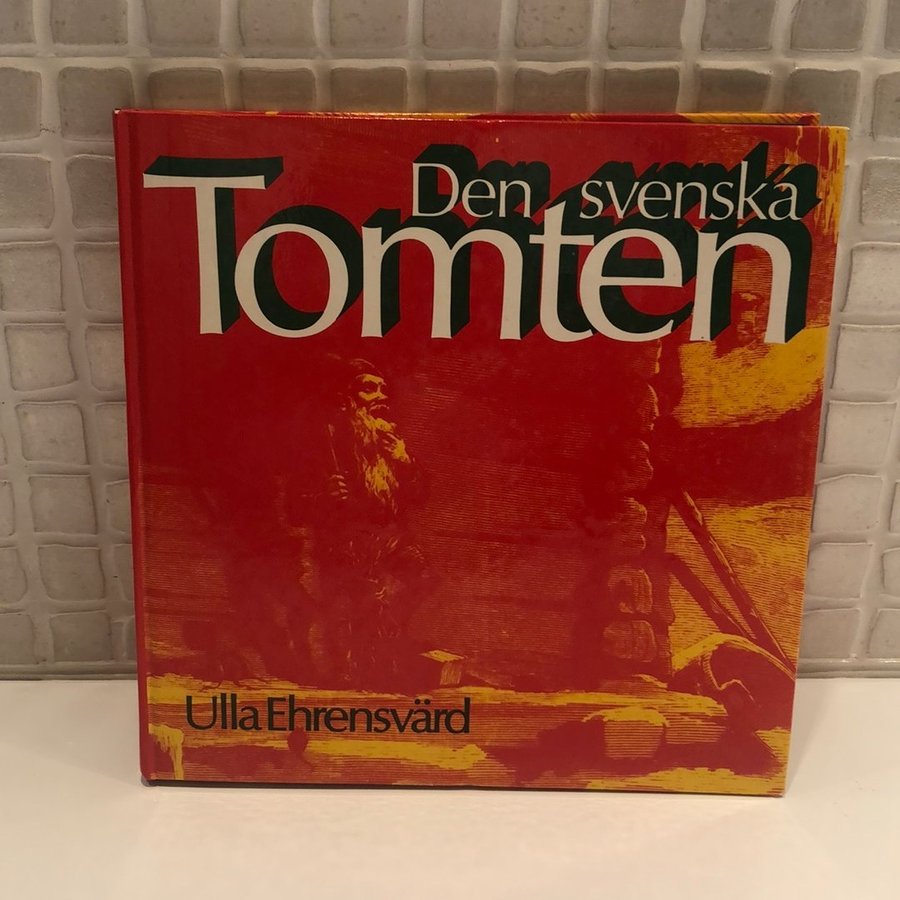 Den svenska
Tomten
Ulla Ehrensvärd